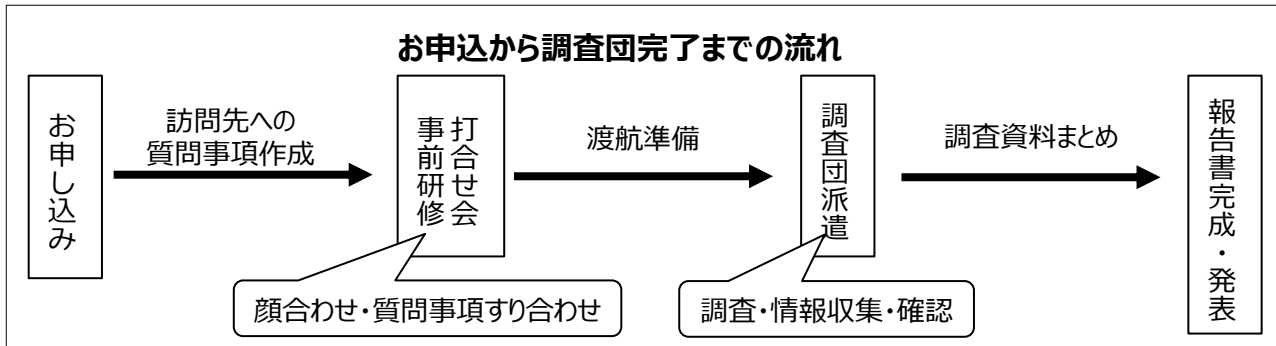 お申込から調査団完了までの流れ
お申し込み
訪問先への
質問事項作成
打合せ会
事前研修
顔合わせ・質問事項すり合わせ
渡航準備
調査団派遣
調査・情報収集・確認
調査資料まとめ
報告書完成・発表